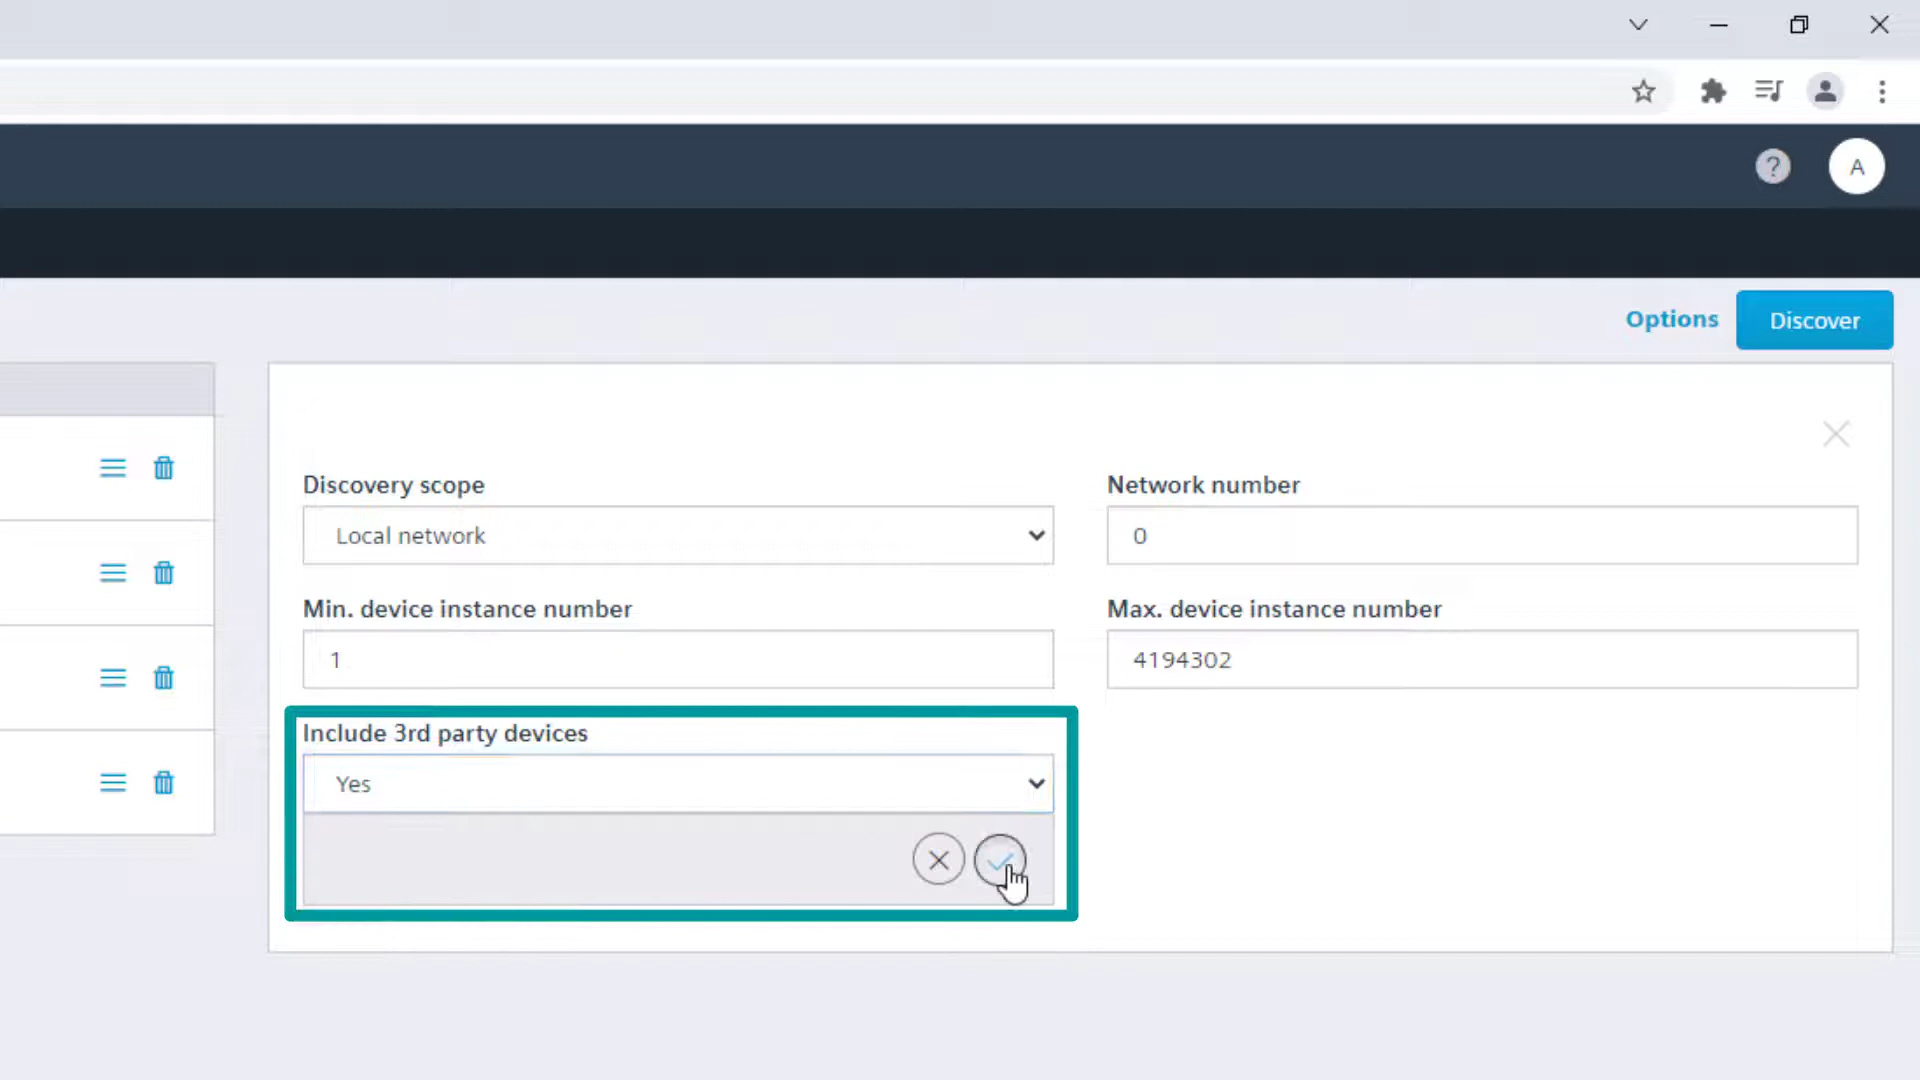 ?
A
Options
Discover
Discovery scope
Network number
Local network
0
Min. device instance number
Max. device instance number
1
4194302
Include 3rd party devices
Yes